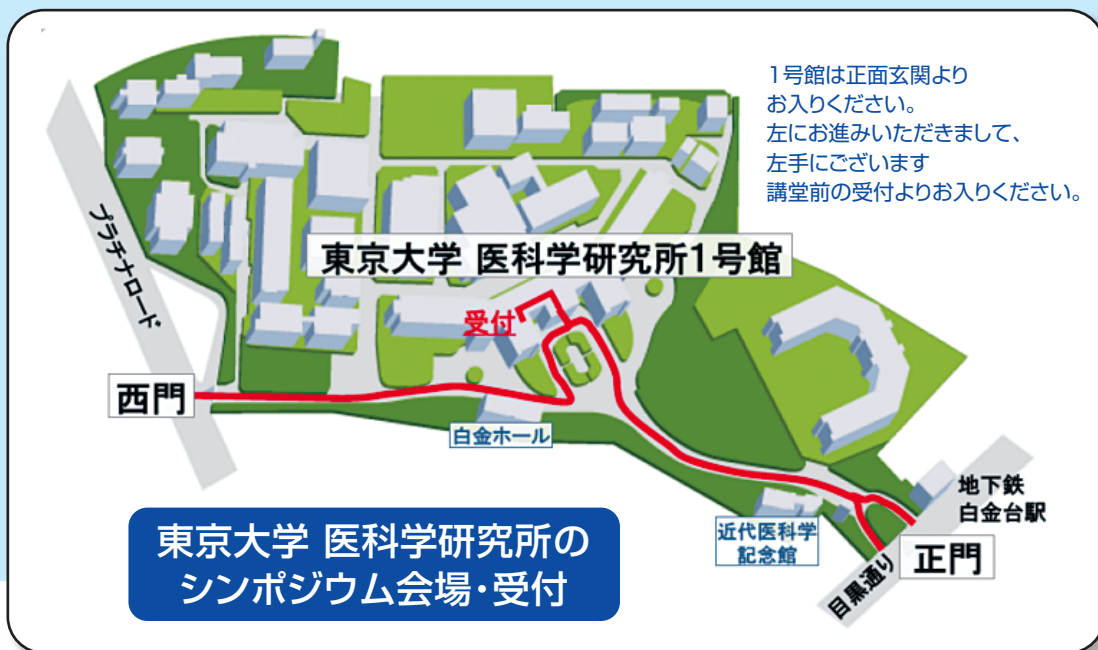 1号館は正面玄関より
お入りください。
左にお進みいただきまして、
左手にございます
講堂前の受付よりお入りください。
プラチナロード
東京大学 医科学研究所1号館
受付
西門
白金ホール
地下鉄
白金台駅
近代医科学
記念館
正門
目黒通り
東京大学 医科学研究所の
シンポジウム会場・受付